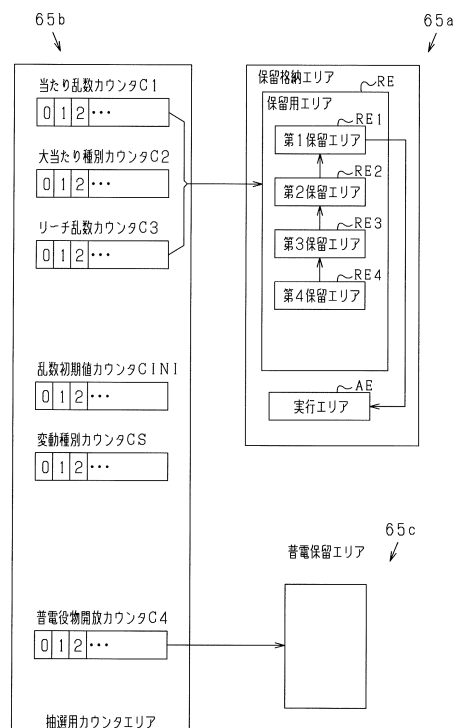 65b
当たり乱数カウンタC1
0 1 2 ・・・
大当たり種別カウンタC2
0 1 2 ・・・
リーチ乱数カウンタC3
0 1 2 ・・・
乱数初期値カウンタCINI
0 1 2 ・・・
変動種別カウンタCS
0 1 2 ・・・
普電役物開放カウンタC4
0 1 2 ・・・
抽選用カウンタエリア
65a
保留格納エリア
RE
保留用エリア
RE1
第1保留エリア
RE2
第2保留エリア
RE3
第3保留エリア
RE4
第4保留エリア
AE
実行エリア
65c
普電保留エリア